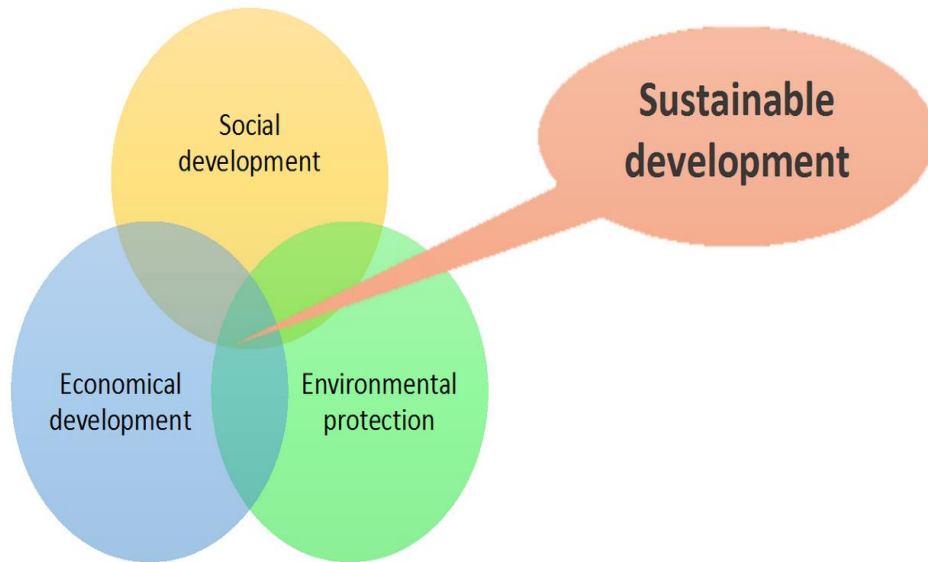 Social
development
Sustainable
development
Economical
development
Environmental
protection